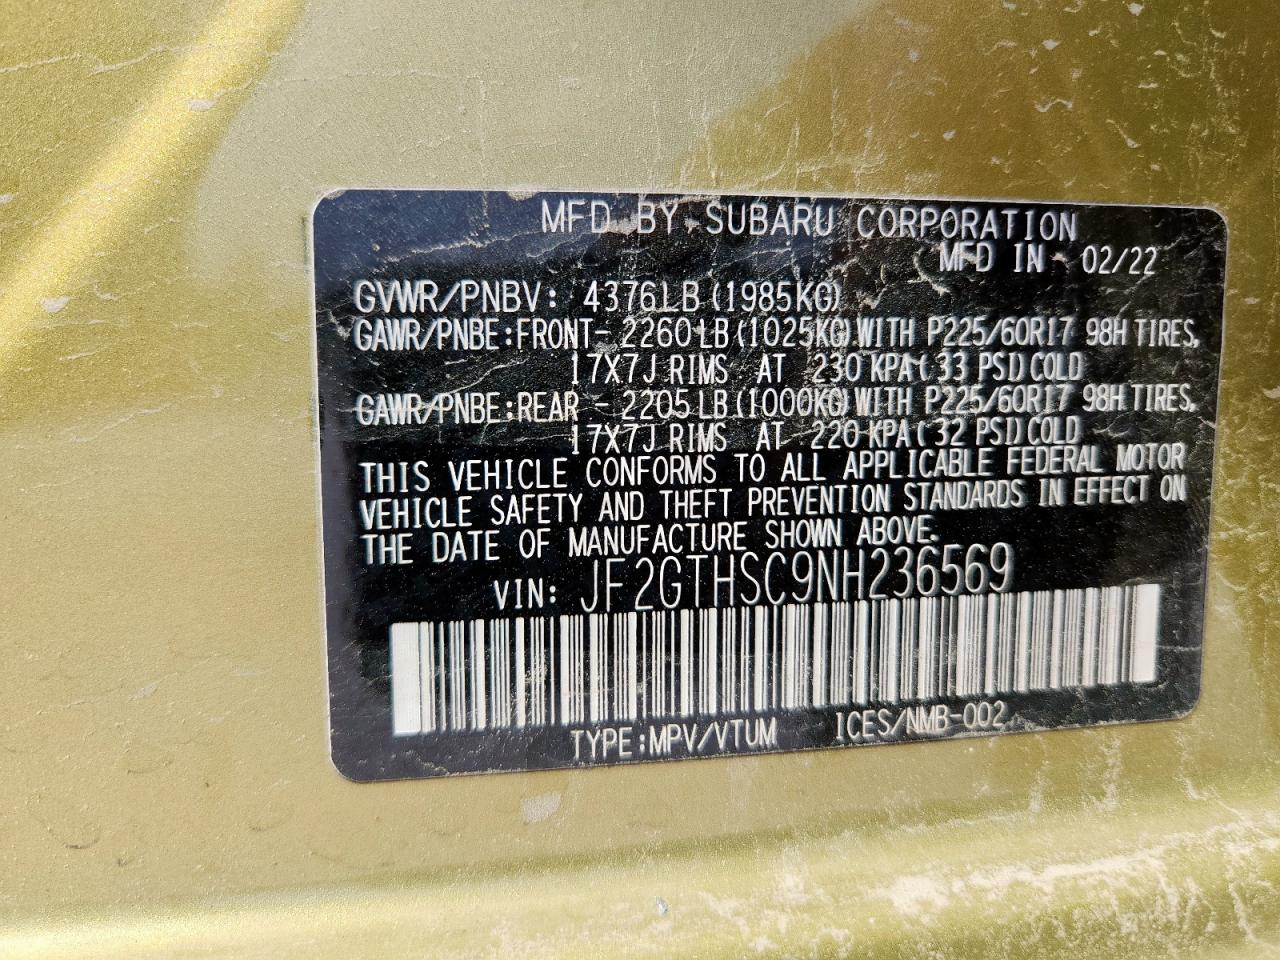 MFD BY SUBARU CORPORATION
MFD IN 02/22
GVWR/PNBV: 4376LB (1985KG)
GAWR/PNBE:FRONT- 2260LB (1025KG) WITH P225/60R17 98H TIRES,
17X7J RIMS AT 230 KPA( 33 PSI) COLD
GAWR/PNBE:REAR - 2205LB (1000KG) WITH P225/60R17 98H TIRES,
17X7J RIMS AT 220 KPA( 32 PSI) COLD
THIS VEHICLE CONFORMS TO ALL APPLICABLE FEDERAL MOTOR
VEHICLE SAFETY AND THEFT PREVENTION STANDARDS IN EFFECT ON
THE DATE OF MANUFACTURE SHOWN ABOVE.
VIN: JF2GTHSC9NH236569
TYPE:MPV/VTUM ICES/NMB-002